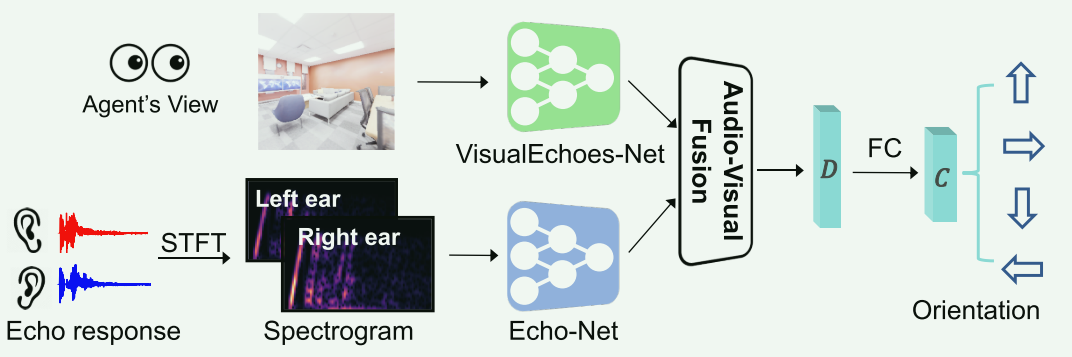 Agent's View
VisualEchoes-Net
Audio-Visual
Fusion
D
FC
C
Left ear
Right ear
STFT
Echo response
Spectrogram
Echo-Net
Orientation